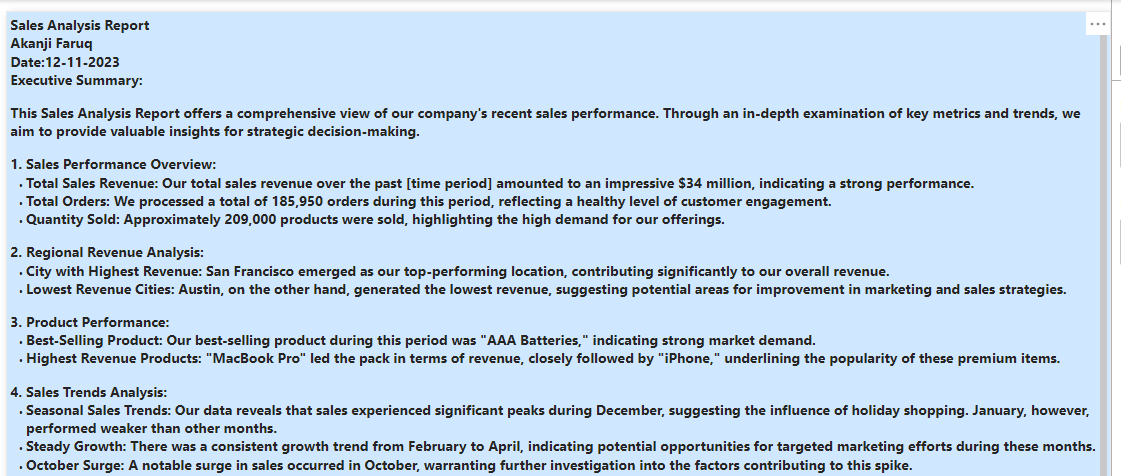 Sales Analysis Report
Akanji Faruq
Date:12-11-2023
Executive Summary:
This Sales Analysis Report offers a comprehensive view of our company's recent sales performance. Through an in-depth examination of key metrics and trends, we
aim to provide valuable insights for strategic decision-making.
1. Sales Performance Overview:
• Total Sales Revenue: Our total sales revenue over the past [time period] amounted to an impressive $34 million, indicating a strong performance.
• Total Orders: We processed a total of 185,950 orders during this period, reflecting a healthy level of customer engagement.
• Quantity Sold: Approximately 209,000 products were sold, highlighting the high demand for our offerings.
2. Regional Revenue Analysis:
• City with Highest Revenue: San Francisco emerged as our top-performing location, contributing significantly to our overall revenue.
• Lowest Revenue Cities: Austin, on the other hand, generated the lowest revenue, suggesting potential areas for improvement in marketing and sales strategies.
3. Product Performance:
• Best-Selling Product: Our best-selling product during this period was "AAA Batteries," indicating strong market demand.
• Highest Revenue Products: "MacBook Pro" led the pack in terms of revenue, closely followed by "iPhone," underlining the popularity of these premium items.
4. Sales Trends Analysis:
• Seasonal Sales Trends: Our data reveals that sales experienced significant peaks during December, suggesting the influence of holiday shopping. January, however,
performed weaker than other months.
• Steady Growth: There was a consistent growth trend from February to April, indicating potential opportunities for targeted marketing efforts during these months.
• October Surge: A notable surge in sales occurred in October, warranting further investigation into the factors contributing to this spike.